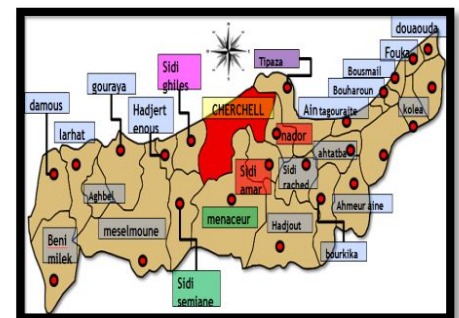 douaouda
Fouka
Bousmail
Bouharoun
kolea
Tipaza
Sidi
ghiles
gouraya
Hadjert
enous
CHERCHELL
Ain tagouraite
damous
larhat
nador
ahtatba
Sidi
rached
Sidi
amar
Aghbel
Ahmeur aine
menaceur
Hadjout
Beni
milek
meselmoune
bourkika
Sidi
semiane